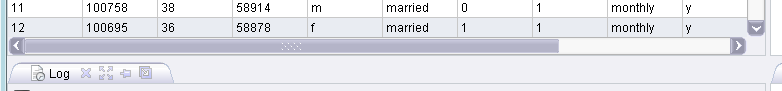 11 100758 38 58914 m married 0 1 monthly y
12 100695 36 58878 f married 1 1 monthly y
Log